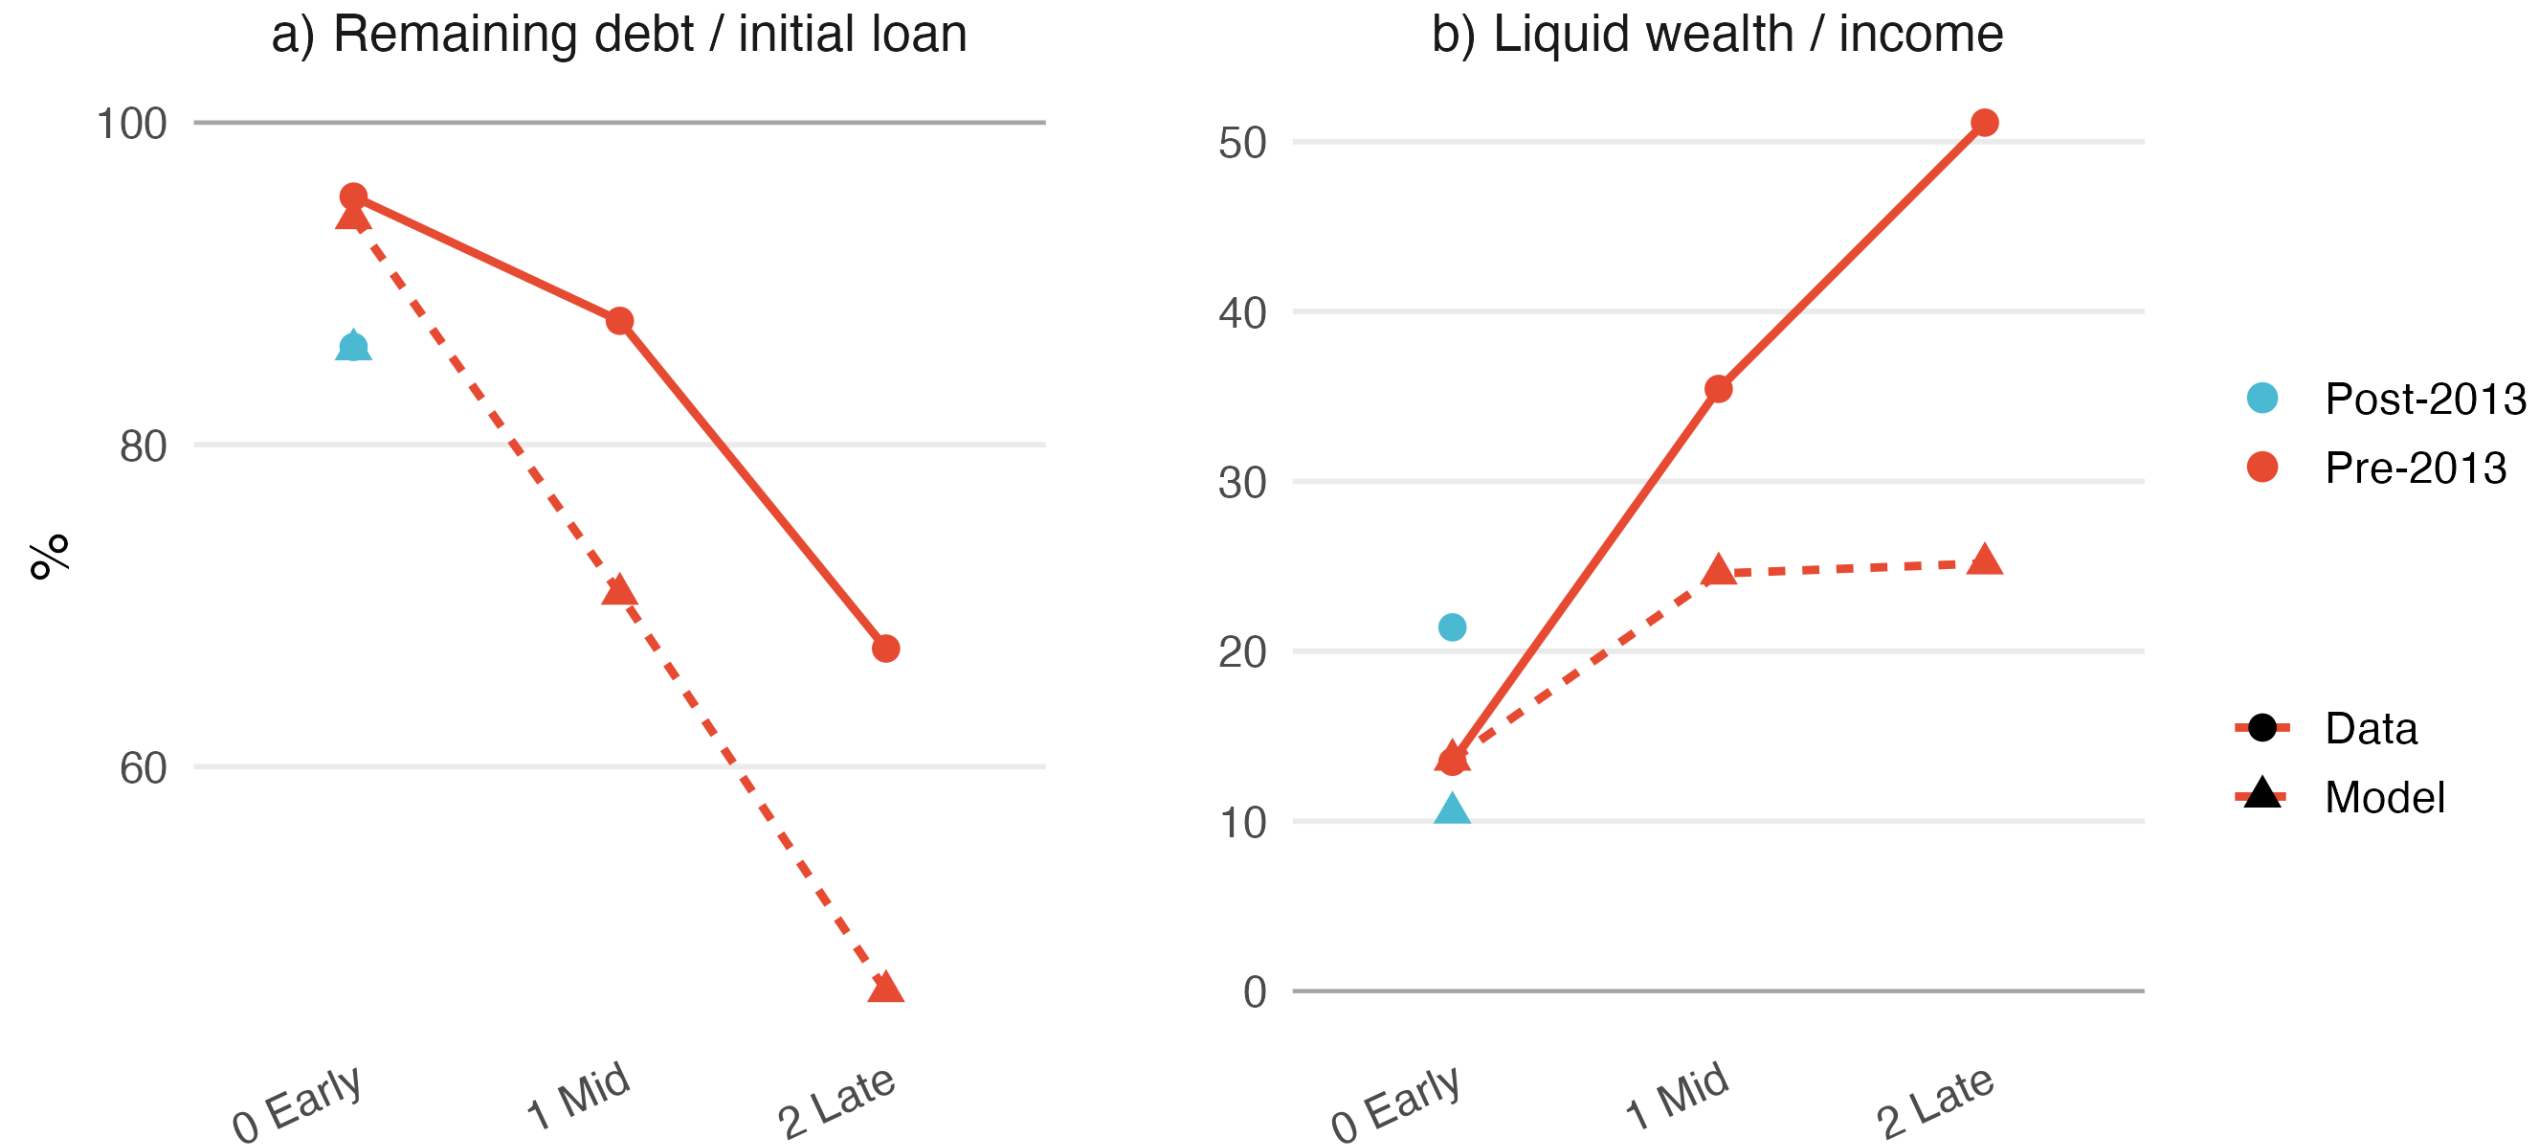 a) Remaining debt / initial loan
100
80
60
%
0 Early
1 Mid
2 Late
b) Liquid wealth / income
50
40
30
20
10
0
0 Early
1 Mid
2 Late
Post-2013
Pre-2013
Data
Model